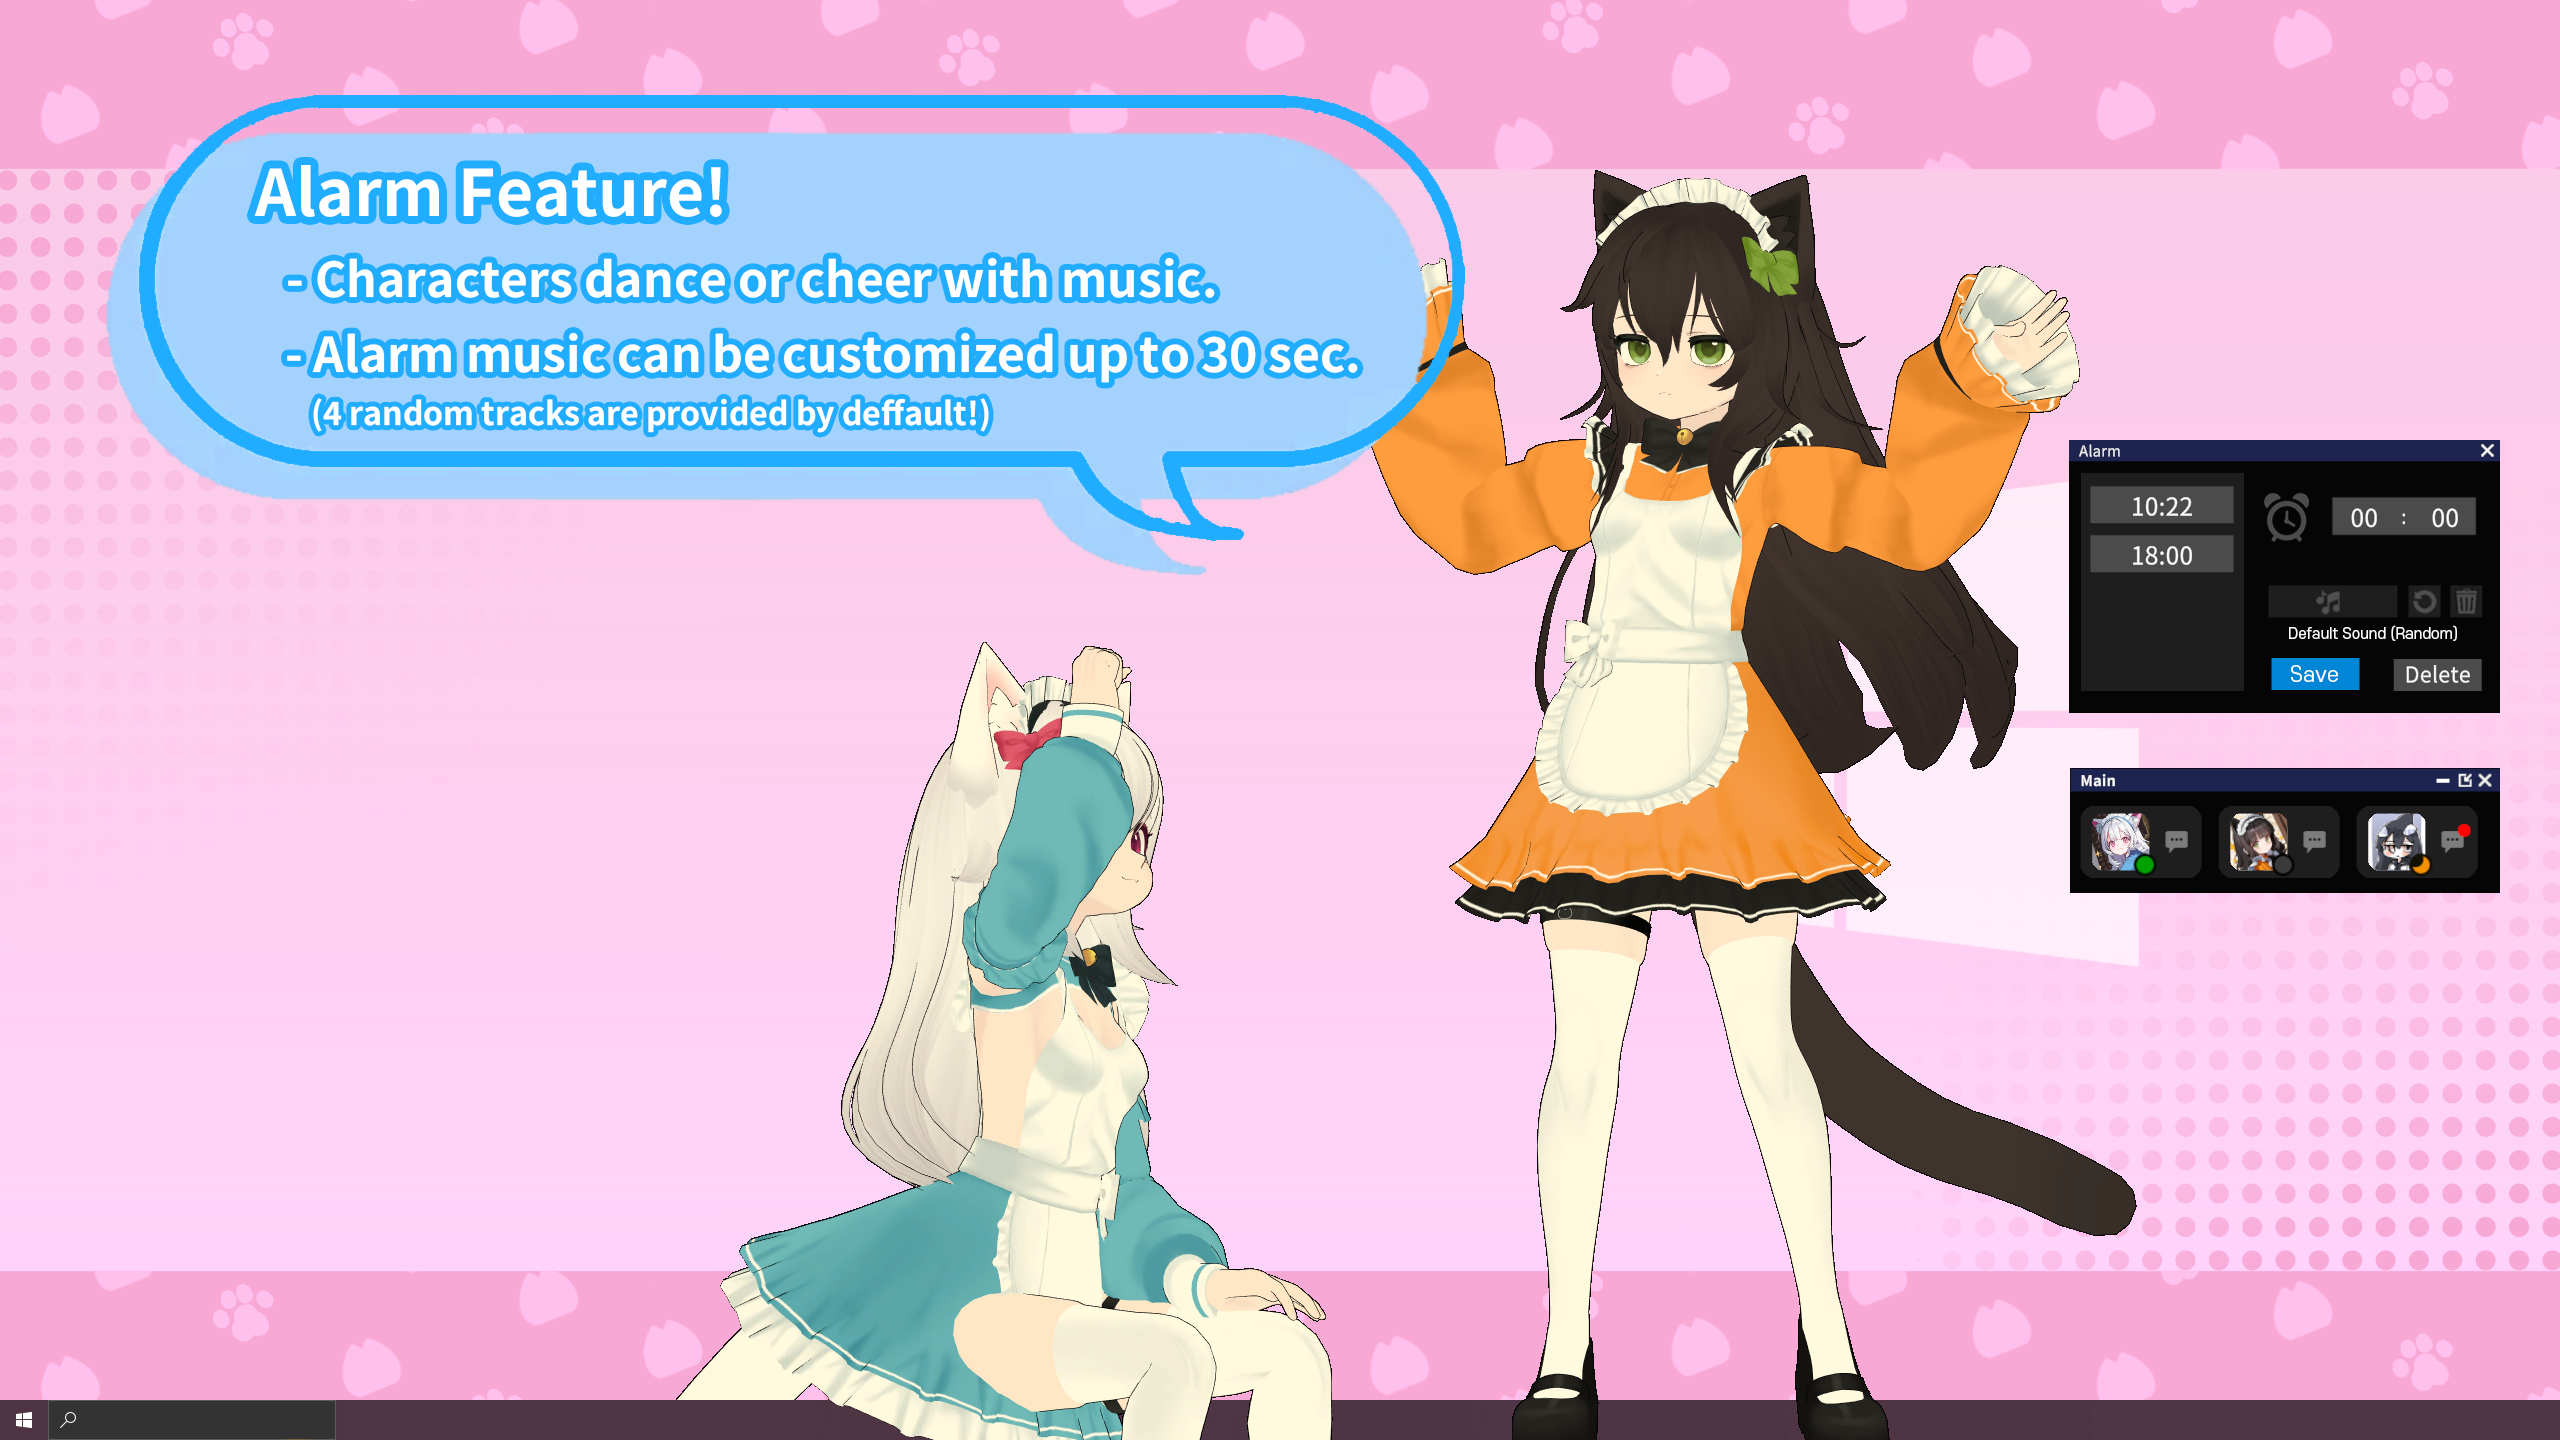 Alarm Feature!
- Characters dance or cheer with music.
- Alarm music can be customized up to 30 sec.
(4 random tracks are provided by deffault!)
Alarm
10:22
18:00
00 : 00
Default Sound (Random)
Save
Delete
Main